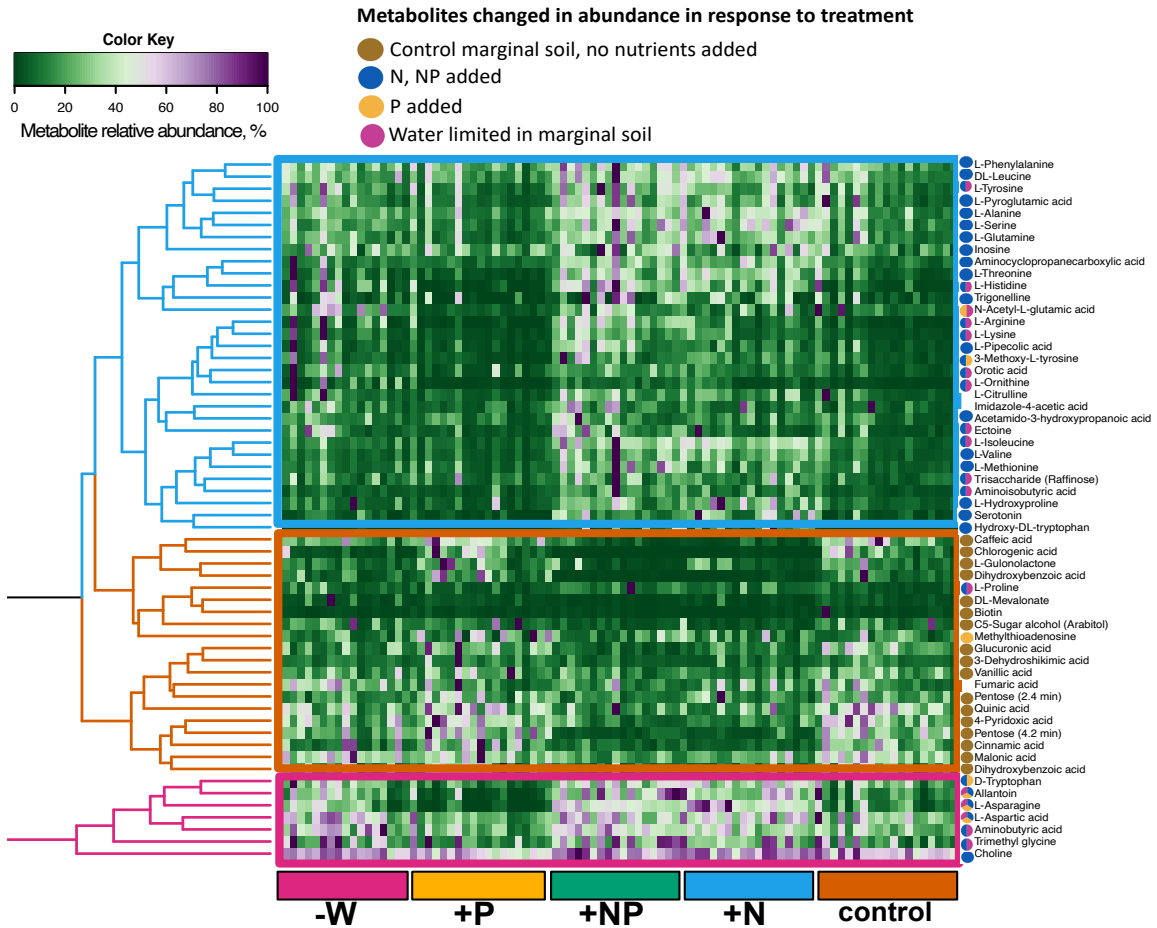 Metabolites changed in abundance in response to treatment
Color Key
0 20 40 60 80 100
Metabolite relative abundance, %
Control marginal soil, no nutrients added
N, NP added
P added
Water limited in marginal soil
L-Phenylalanine
DL-Leucine
L-Tyrosine
L-Pyroglutamic acid
L-Alanine
L-Serine
L-Glutamine
Inosine
Aminocyclopropanecarboxylic acid
L-Threonine
L-Histidine
Trigonelline
N-Acetyl-L-glutamic acid
L-Arginine
L-Lysine
L-Pipecolic acid
3-Methoxy-L-tyrosine
Orotic acid
L-Ornithine
L-Citrulline
Imidazole-4-acetic acid
Acetamido-3-hydroxypropanoic acid
Ectoine
L-Isoleucine
L-Valine
L-Methionine
Trisaccharide (Raffinose)
Aminoisobutyric acid
L-Hydroxyproline
Serotonin
Hydroxy-DL-tryptophan
Caffeic acid
Chlorogenic acid
L-Gulonolactone
Dihydroxybenzoic acid
L-Proline
DL-Mevalonate
Biotin
C5-Sugar alcohol (Arabitol)
Methylthioadenosine
Glucuronic acid
3-Dehydroshikimic acid
Vanillic acid
Fumaric acid
Pentose (2.4 min)
Quinic acid
4-Pyridoxic acid
Pentose (4.2 min)
Cinnamic acid
Malonic acid
Dihydroxybenzoic acid
D-Tryptophan
Allantoin
L-Asparagine
L-Aspartic acid
Aminobutyric acid
Trimethyl glycine
Choline
-W +P +NP +N control